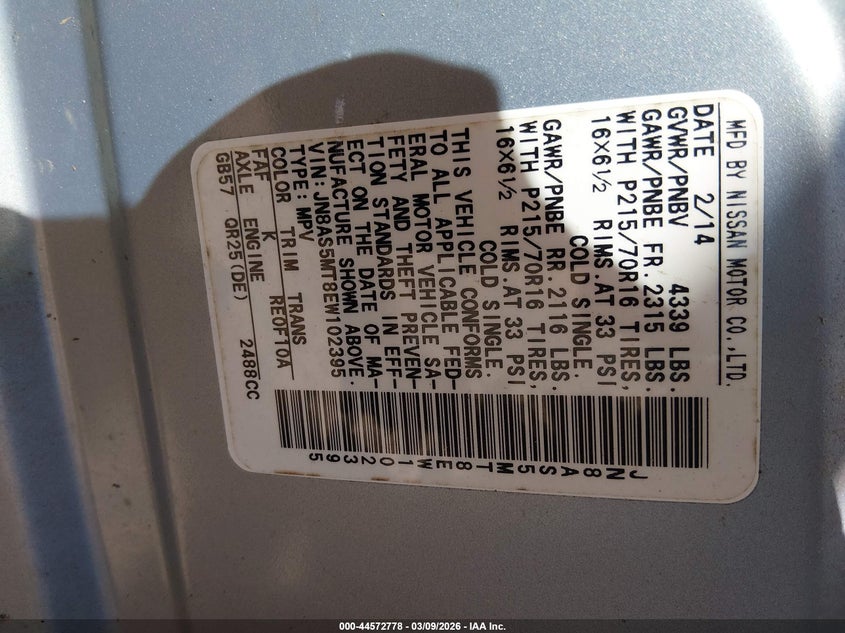 MFD BY NISSAN MOTOR CO.,LTD.
DATE 2/14
GVWR/PNBV 4339 LBS.
GAWR/PNBE FR. 2315 LBS.
WITH P215/70R16 TIRES,
16X6½ RIMS.AT 33 PSI
COLD SINGLE.
GAWR/PNBE RR. 2116 LBS.
WITH P215/70R16 TIRES,
16X6½ RIMS.AT 33 PSI
COLD SINGLE.
THIS VEHICLE CONFORMS
TO ALL APPLICABLE FED-
ERAL MOTOR VEHICLE SA-
FETY AND THEFT PREVEN-
TION STANDARDS IN EFF-
ECT ON THE DATE OF MA-
NUFACTURE SHOWN ABOVE.
VIN: JN8AS5MT8EW102395
TYPE: MPV
COLOR TRIM TRANS
K RE0F10A
FAF
AXLE ENGINE
GB57 QR25(DE) 2488CC
JN8AS5MT8EW102395
000-44572778 - 03/09/2026 - IAA Inc.